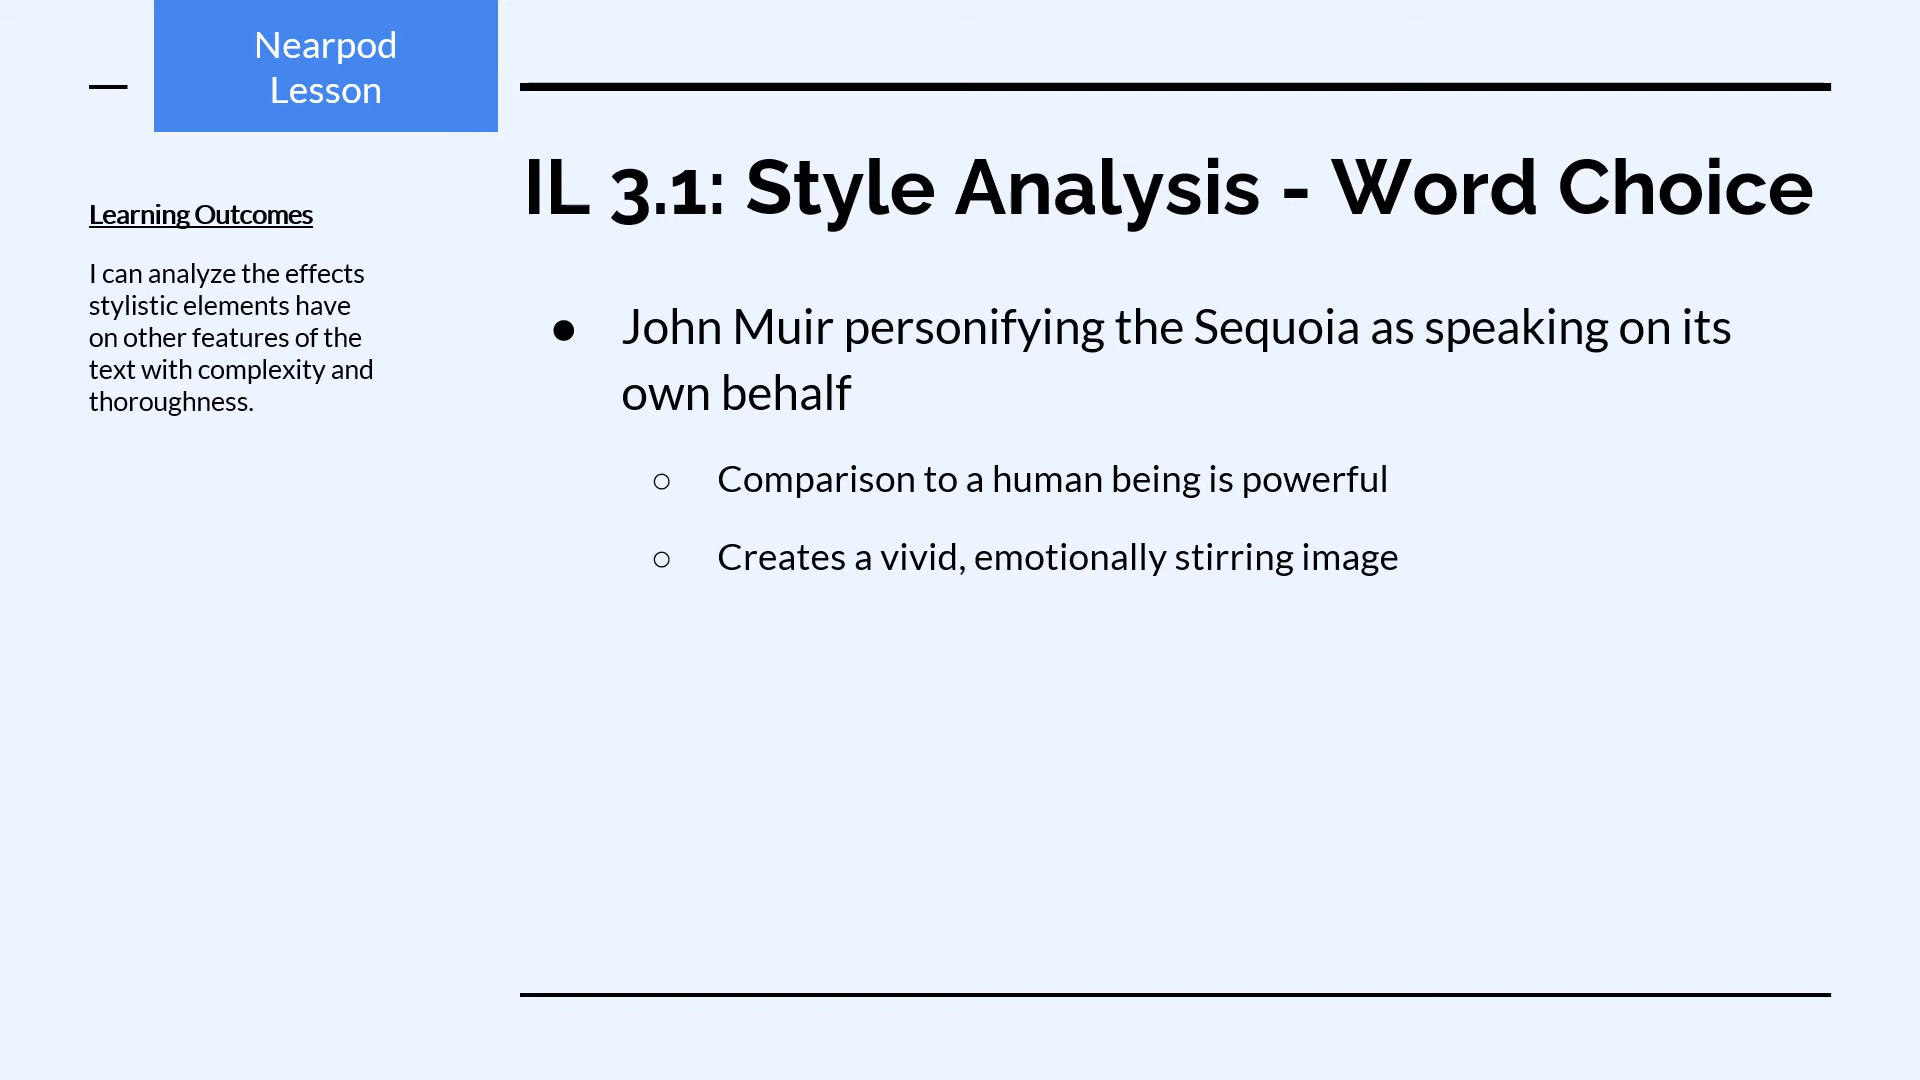 Nearpod
Lesson
IL 3.1: Style Analysis - Word Choice
Learning Outcomes
I can analyze the effects
stylistic elements have
on other features of the
text with complexity and
thoroughness.
● John Muir personifying the Sequoia as speaking on its
own behalf
○ Comparison to a human being is powerful
○ Creates a vivid, emotionally stirring image